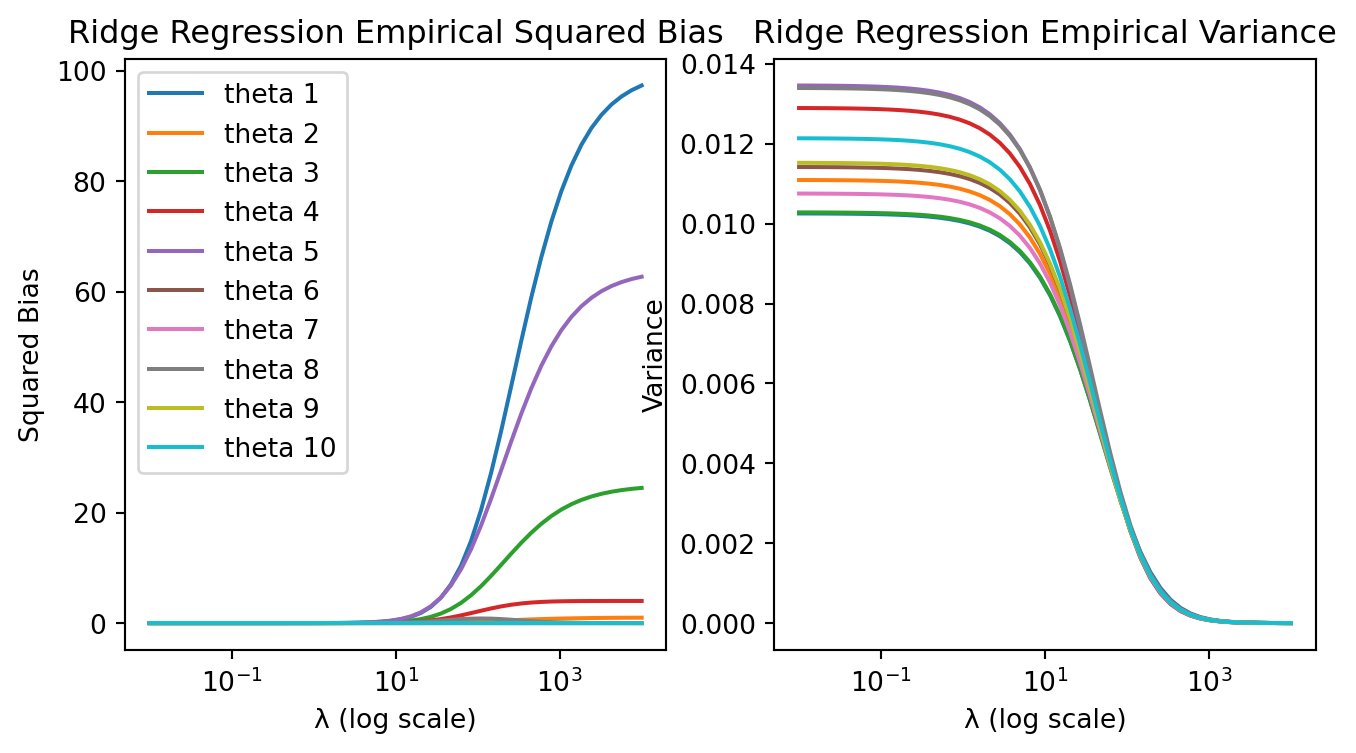 Ridge Regression Empirical Squared Bias
100
80
60
40
20
0
Squared Bias
theta 1
theta 2
theta 3
theta 4
theta 5
theta 6
theta 7
theta 8
theta 9
theta 10
10⁻¹
10¹
10³
λ (log scale)
Ridge Regression Empirical Variance
0.014
0.012
0.010
0.008
0.006
0.004
0.002
0.000
Variance
10⁻¹
10¹
10³
λ (log scale)